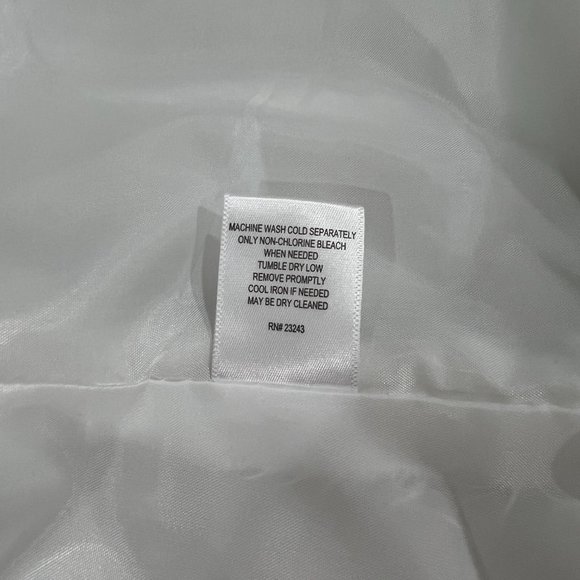 MACHINE WASH COLD SEPARATELY
ONLY NON-CHLORINE BLEACH
WHEN NEEDED
TUMBLE DRY LOW
REMOVE PROMPTLY
COOL IRON IF NEEDED
MAY BE DRY CLEANED
RN# 23243